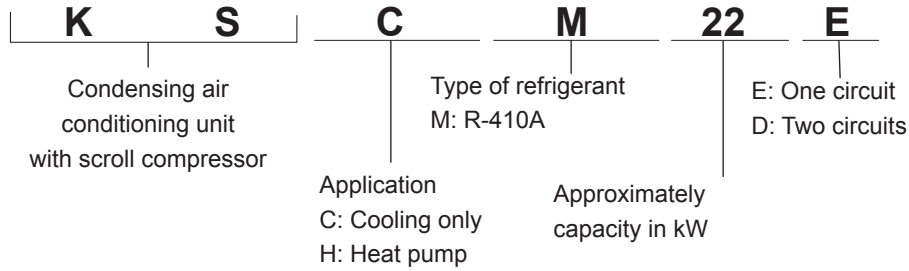 K S C M 22 E
Condensing air
conditioning unit
with scroll compressor
Type of refrigerant
M: R-410A
E: One circuit
D: Two circuits
Application
C: Cooling only
H: Heat pump
Approximately
capacity in kW